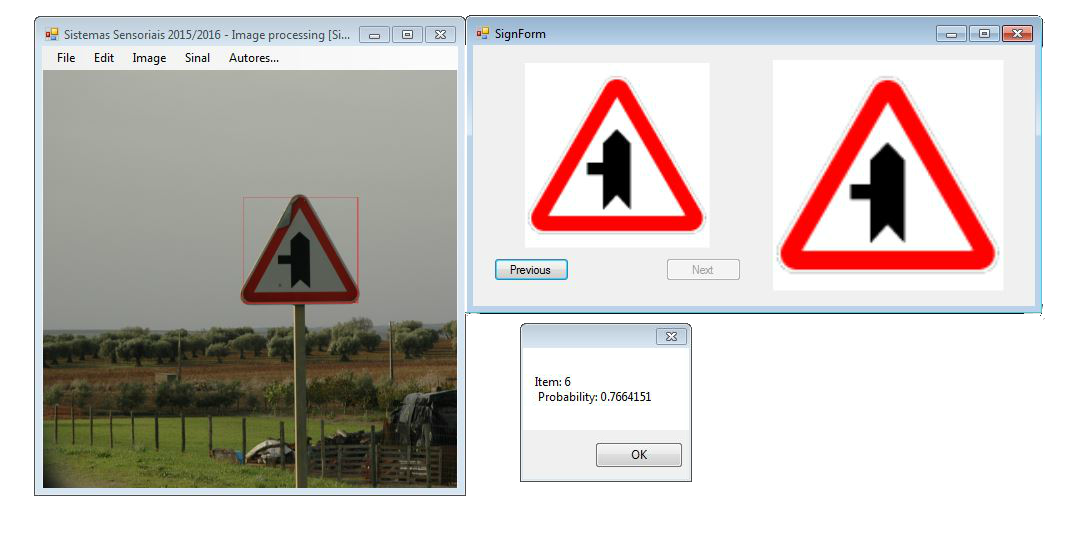 Sistemas Sensoriais 2015/2016 - Image processing [Si...
File Edit Image Sinal Autores...
SignForm
Previous
Next
Item: 6
Probability: 0.7664151
OK